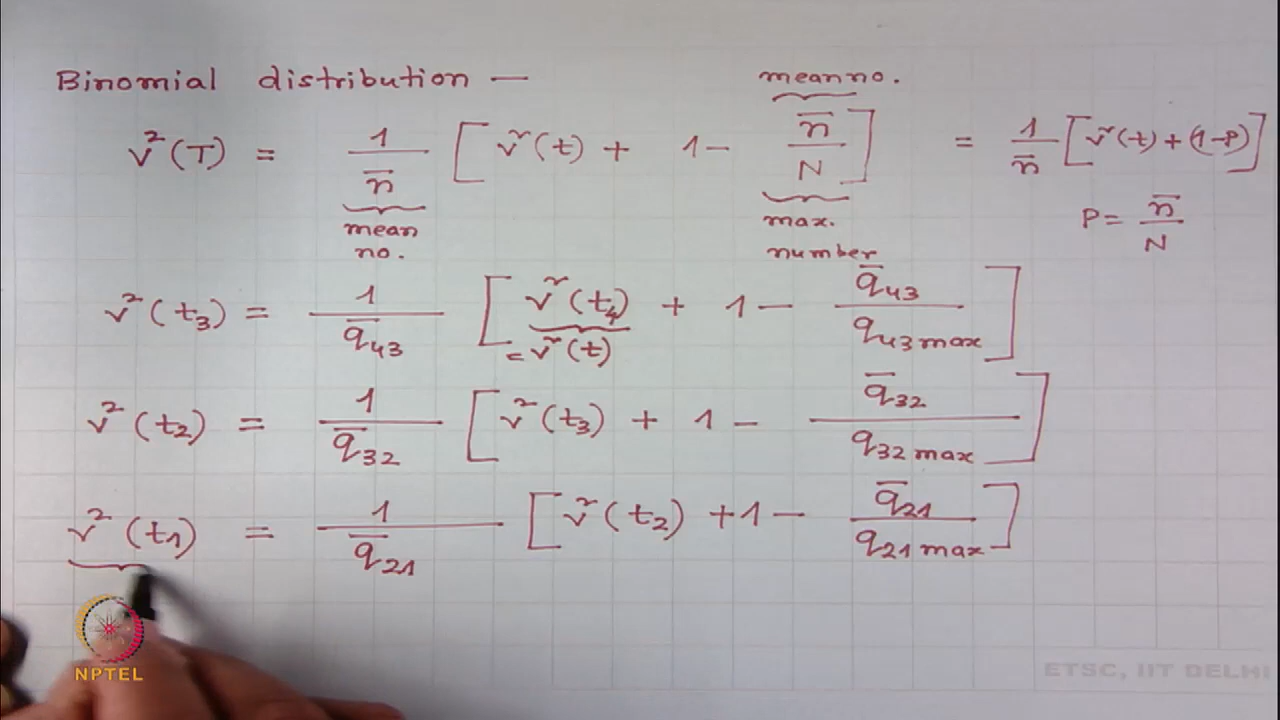 Binomial distribution —
mean no.
v²(T) = 1/n̅ [ v²(t) + 1 - n̅/N ] = 1/n̅ [ v²(t) + (1-P) ]
mean no.
max. number
P = n̅/N
v²(t₃) = 1/q̅₄₃ [ v²(t₄) + 1 - q̅₄₃/q₄₃ max ]
= v²(t)
v²(t₂) = 1/q̅₃₂ [ v²(t₃) + 1 - q̅₃₂/q₃₂ max ]
v²(t₁) = 1/q̅₂₁ [ v²(t₂) + 1 - q̅₂₁/q₂₁ max ]
NPTEL
ETSC, IIT DELHI